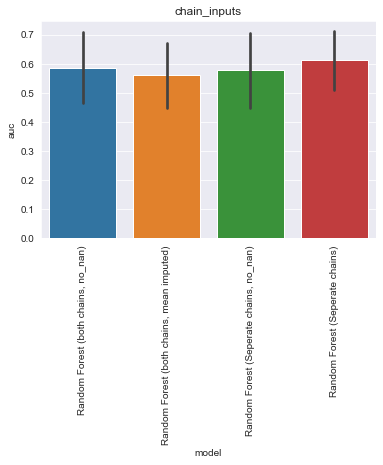 chain_inputs
0.7
0.6
0.5
0.4
0.3
0.2
0.1
0.0
auc
Random Forest (both chains, no_nan)
Random Forest (both chains, mean imputed)
Random Forest (Seperate chains, no_nan)
Random Forest (Seperate chains)
model